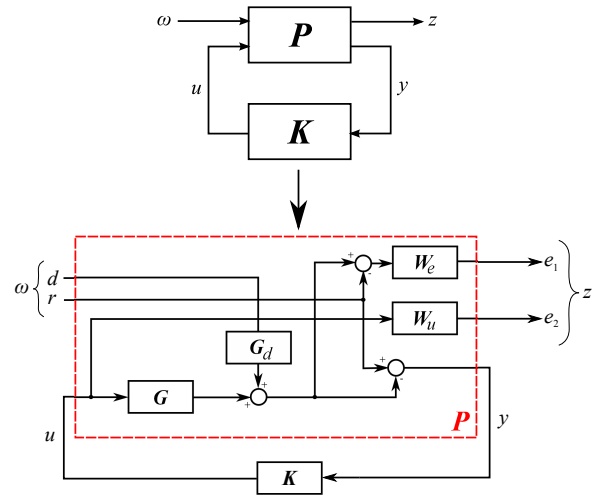 ω
P
z
u
y
K
ω
d
r
+
-
W_e
e_1
z
W_u
e_2
G_d
+
-
+
+
G
P
u
y
K